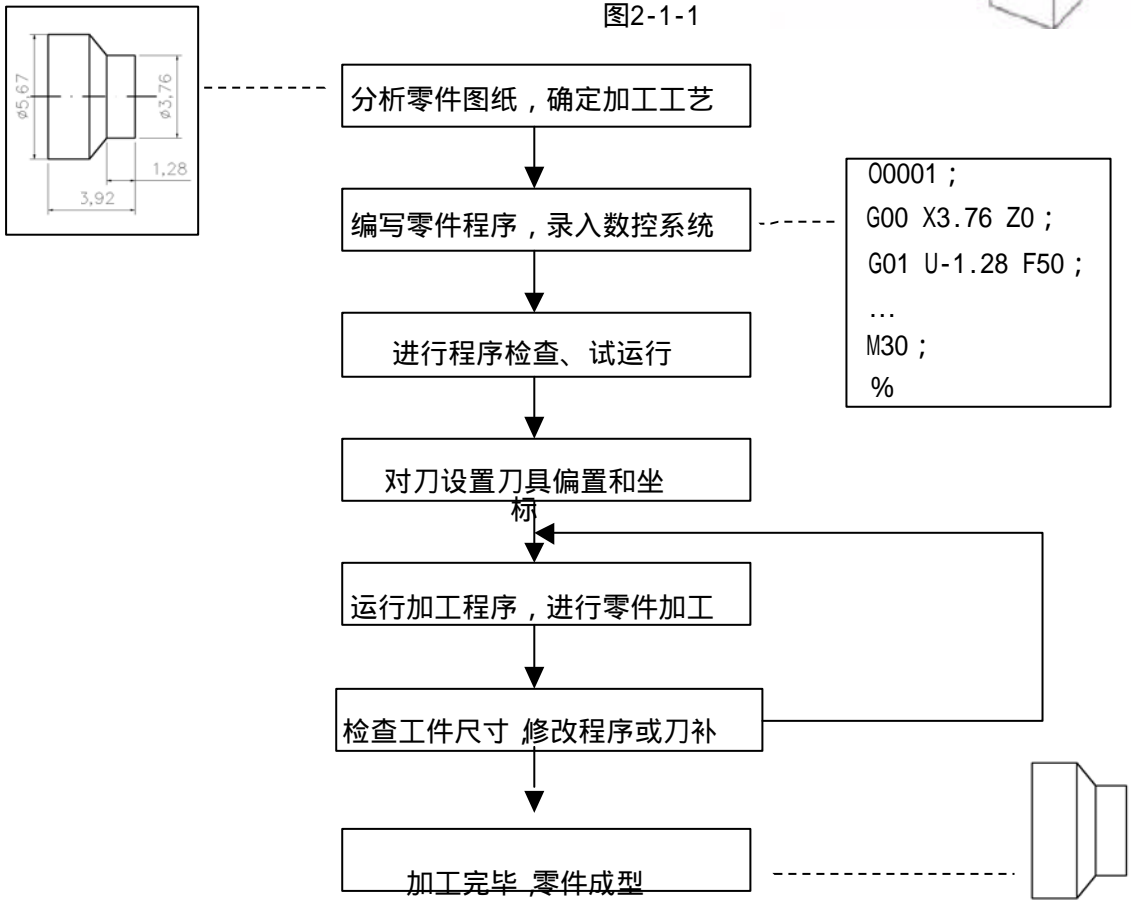 图2-1-1
ø5,67
ø3,76
1,28
3,92
分析零件图纸，确定加工工艺
编写零件程序，录入数控系统
O0001；
G00 X3.76 Z0；
G01 U-1.28 F50；
...
M30；
%
进行程序检查、试运行
对刀设置刀具偏置和坐
标
运行加工程序，进行零件加工
检查工件尺寸,修改程序或刀补
加工完毕,零件成型